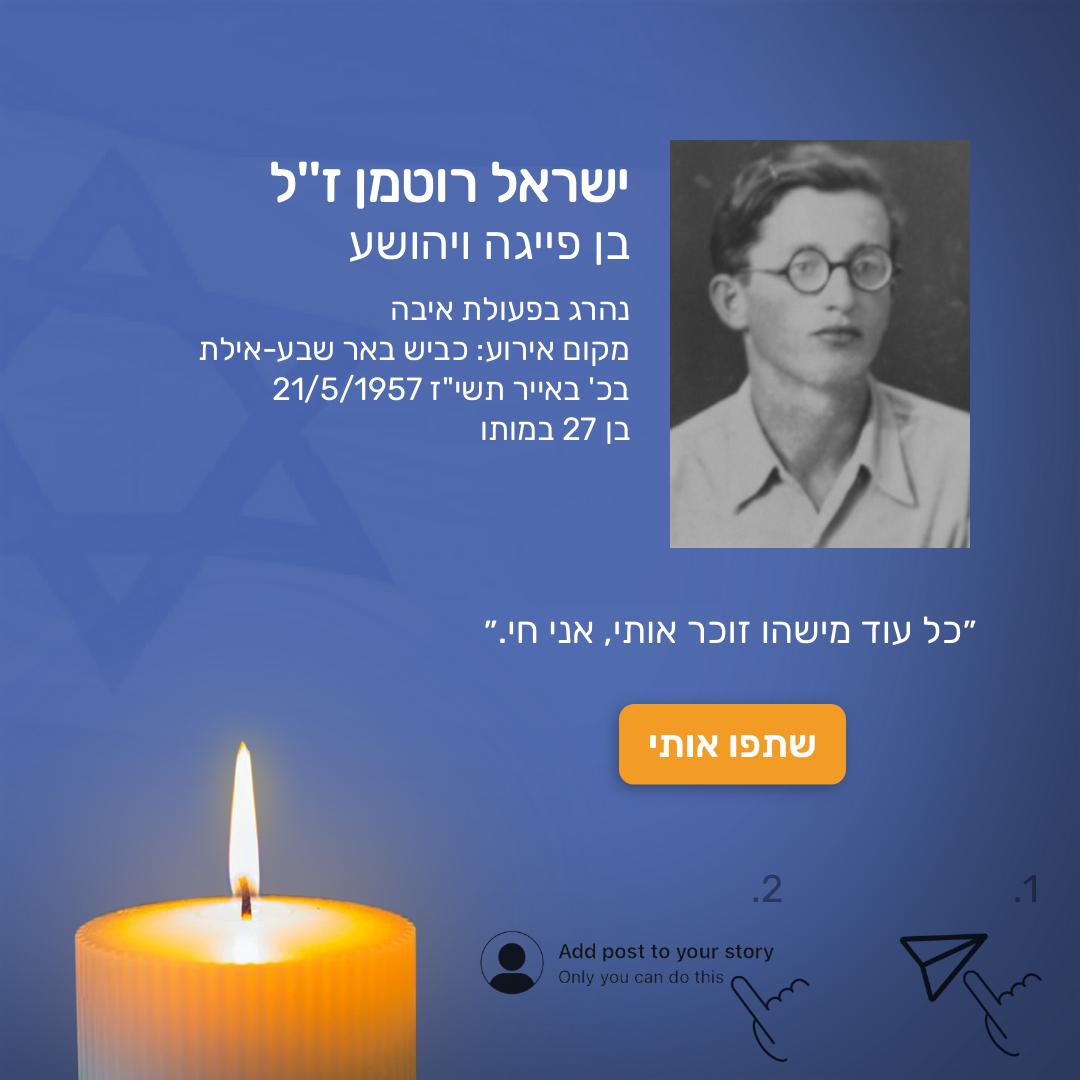 ישראל רוטמן ז"ל
בן פייגה ויהושע
נהרג בפעולת איבה
מקום אירוע: כביש באר שבע-אילת
בכ' באייר תשי"ז 21/5/1957
בן 27 במותו
״כל עוד מישהו זוכר אותי, אני חי.״
שתפו אותי
1.
2.
Add post to your story
Only you can do this